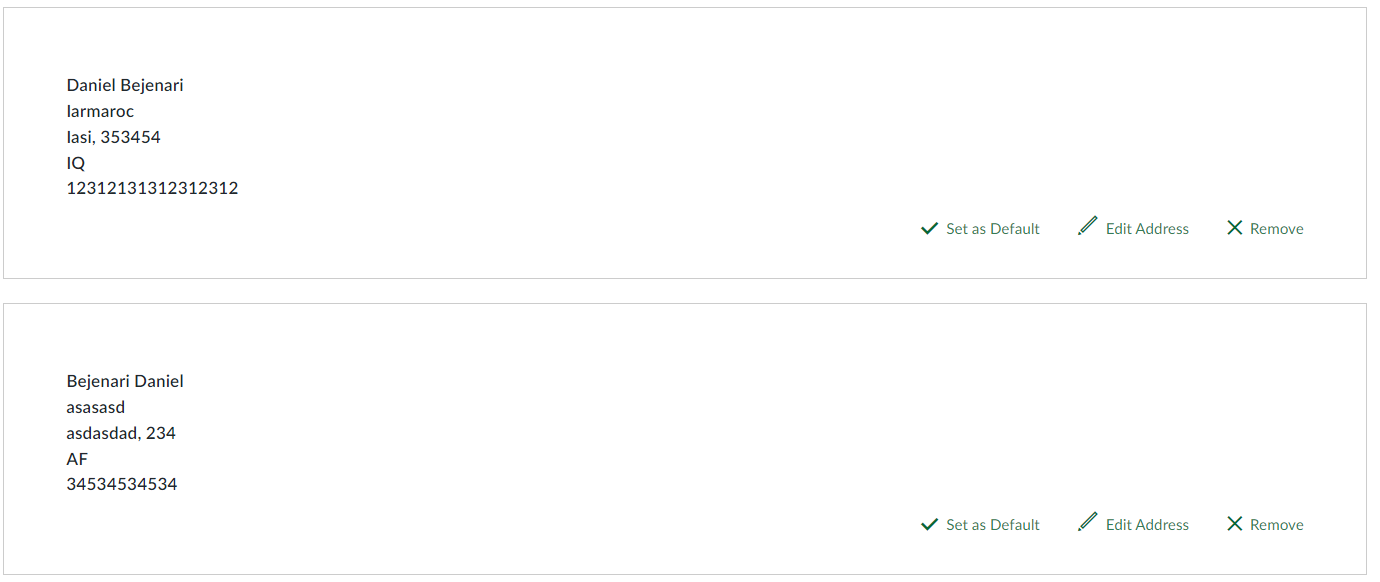 Daniel Bejenari
Iarmaroc
Iasi, 353454
IQ
12312131312312312
Set as Default Edit Address Remove
Bejenari Daniel
asasasd
asdasdad, 234
AF
34534534534
Set as Default Edit Address Remove